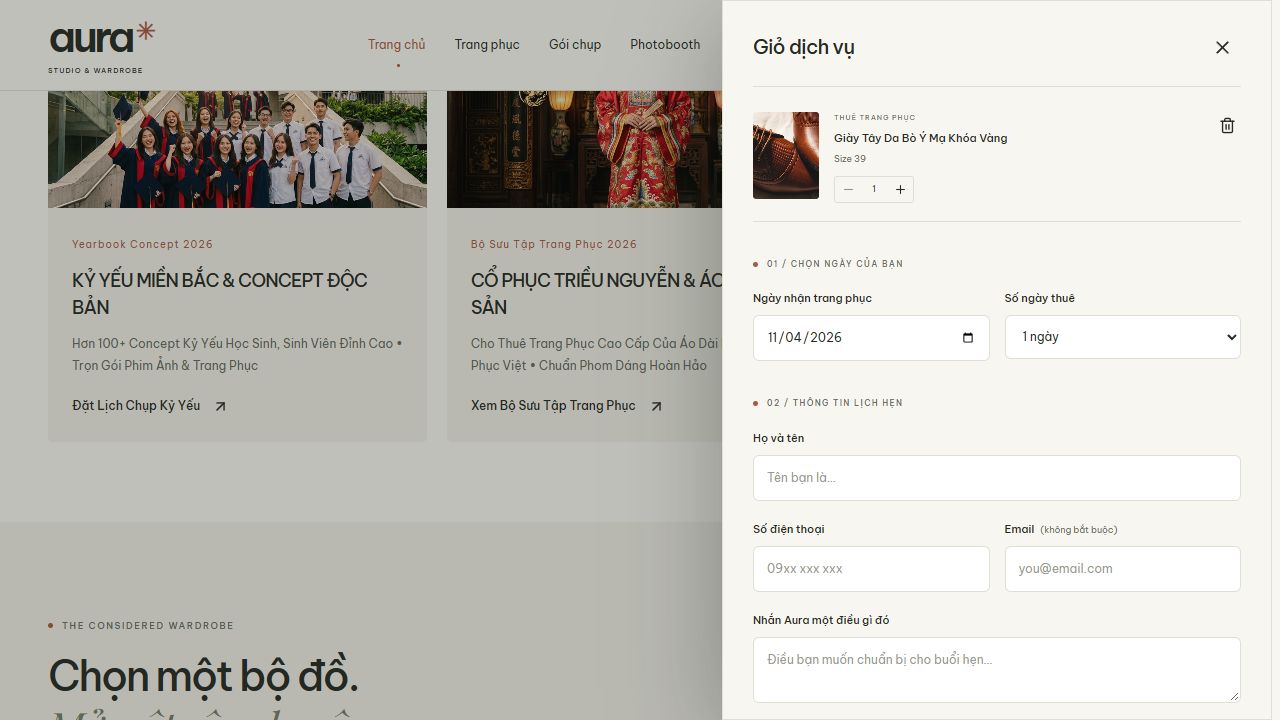 aura
STUDIO & WARDROBE
Trang chủ
Trang phục
Gói chụp
Photobooth
Yearbook Concept 2026
KỶ YẾU MIỀN BẮC & CONCEPT ĐỘC
BẢN
Hơn 100+ Concept Kỷ Yếu Học Sinh, Sinh Viên Đỉnh Cao •
Trọn Gói Phim Ảnh & Trang Phục
Đặt Lịch Chụp Kỷ Yếu
Bộ Sưu Tập Trang Phục 2026
CỔ PHỤC TRIỀU NGUYỄN & ÁO
SẢN
Cho Thuê Trang Phục Cao Cấp Của Áo Dài
Phục Việt • Chuẩn Phom Dáng Hoàn Hảo
Xem Bộ Sưu Tập Trang Phục
THE CONSIDERED WARDROBE
Chọn một bộ đồ.
Giỏ dịch vụ
THUÊ TRANG PHỤC
Giày Tây Da Bò Ý Mạ Khóa Vàng
Size 39
1
01 / CHỌN NGÀY CỦA BẠN
Ngày nhận trang phục
Số ngày thuê
11/04/2026
1 ngày
02 / THÔNG TIN LỊCH HẸN
Họ và tên
Tên bạn là...
Số điện thoại
Email (không bắt buộc)
09xx xxx xxx
you@email.com
Nhắn Aura một điều gì đó
Điều bạn muốn chuẩn bị cho buổi hẹn...